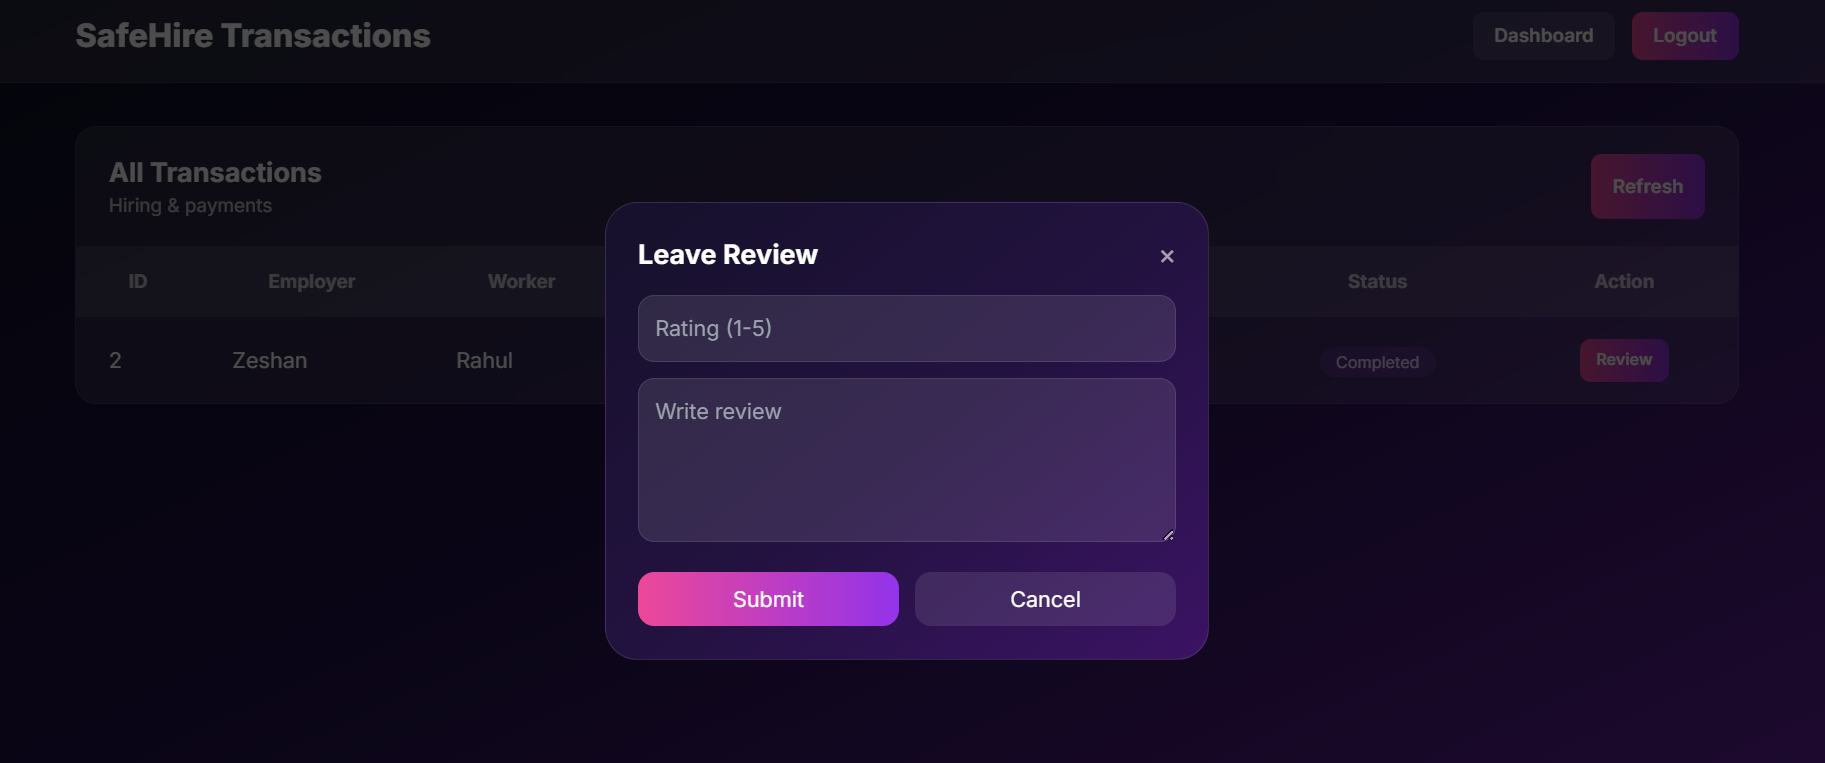 SafeHire Transactions
Dashboard
Logout
All Transactions
Hiring & payments
Refresh
ID Employer Worker Status Action
2 Zeshan Rahul Completed Review
Leave Review
×
Rating (1-5)
Write review
Submit
Cancel